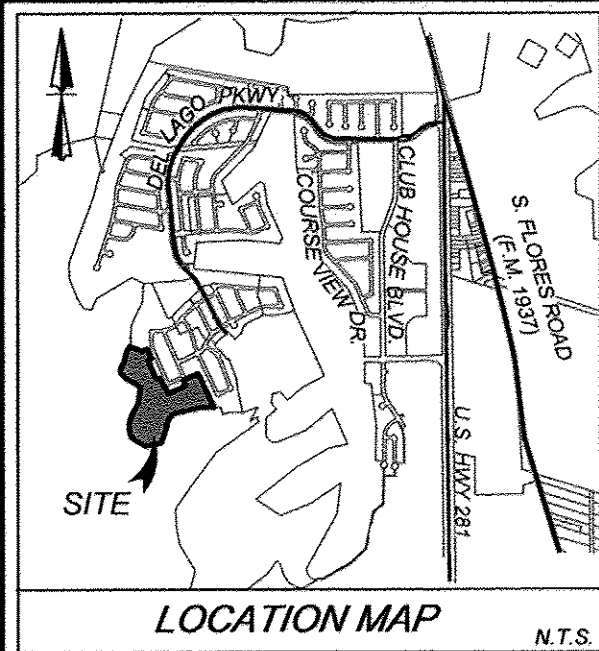 DEL LAGO PKWY
COURSE VIEW DR.
CLUB HOUSE BLVD.
S. FLORES ROAD
(F.M. 1937)
U.S. HWY 281
SITE
LOCATION MAP
N.T.S.